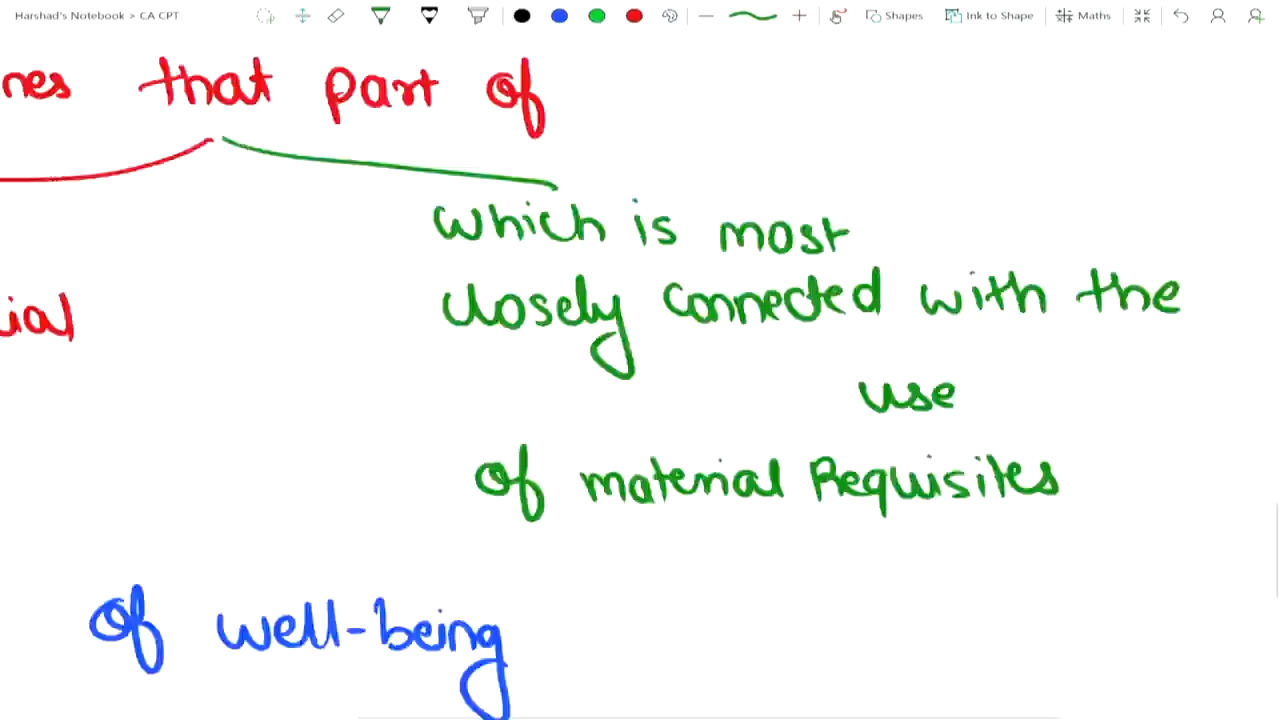 Harshad's Notebook > CA CPT
Shapes
Ink to Shape
Maths
nes that part of
which is most
cial
closely connected with the
use
of material Requisites
of well-being